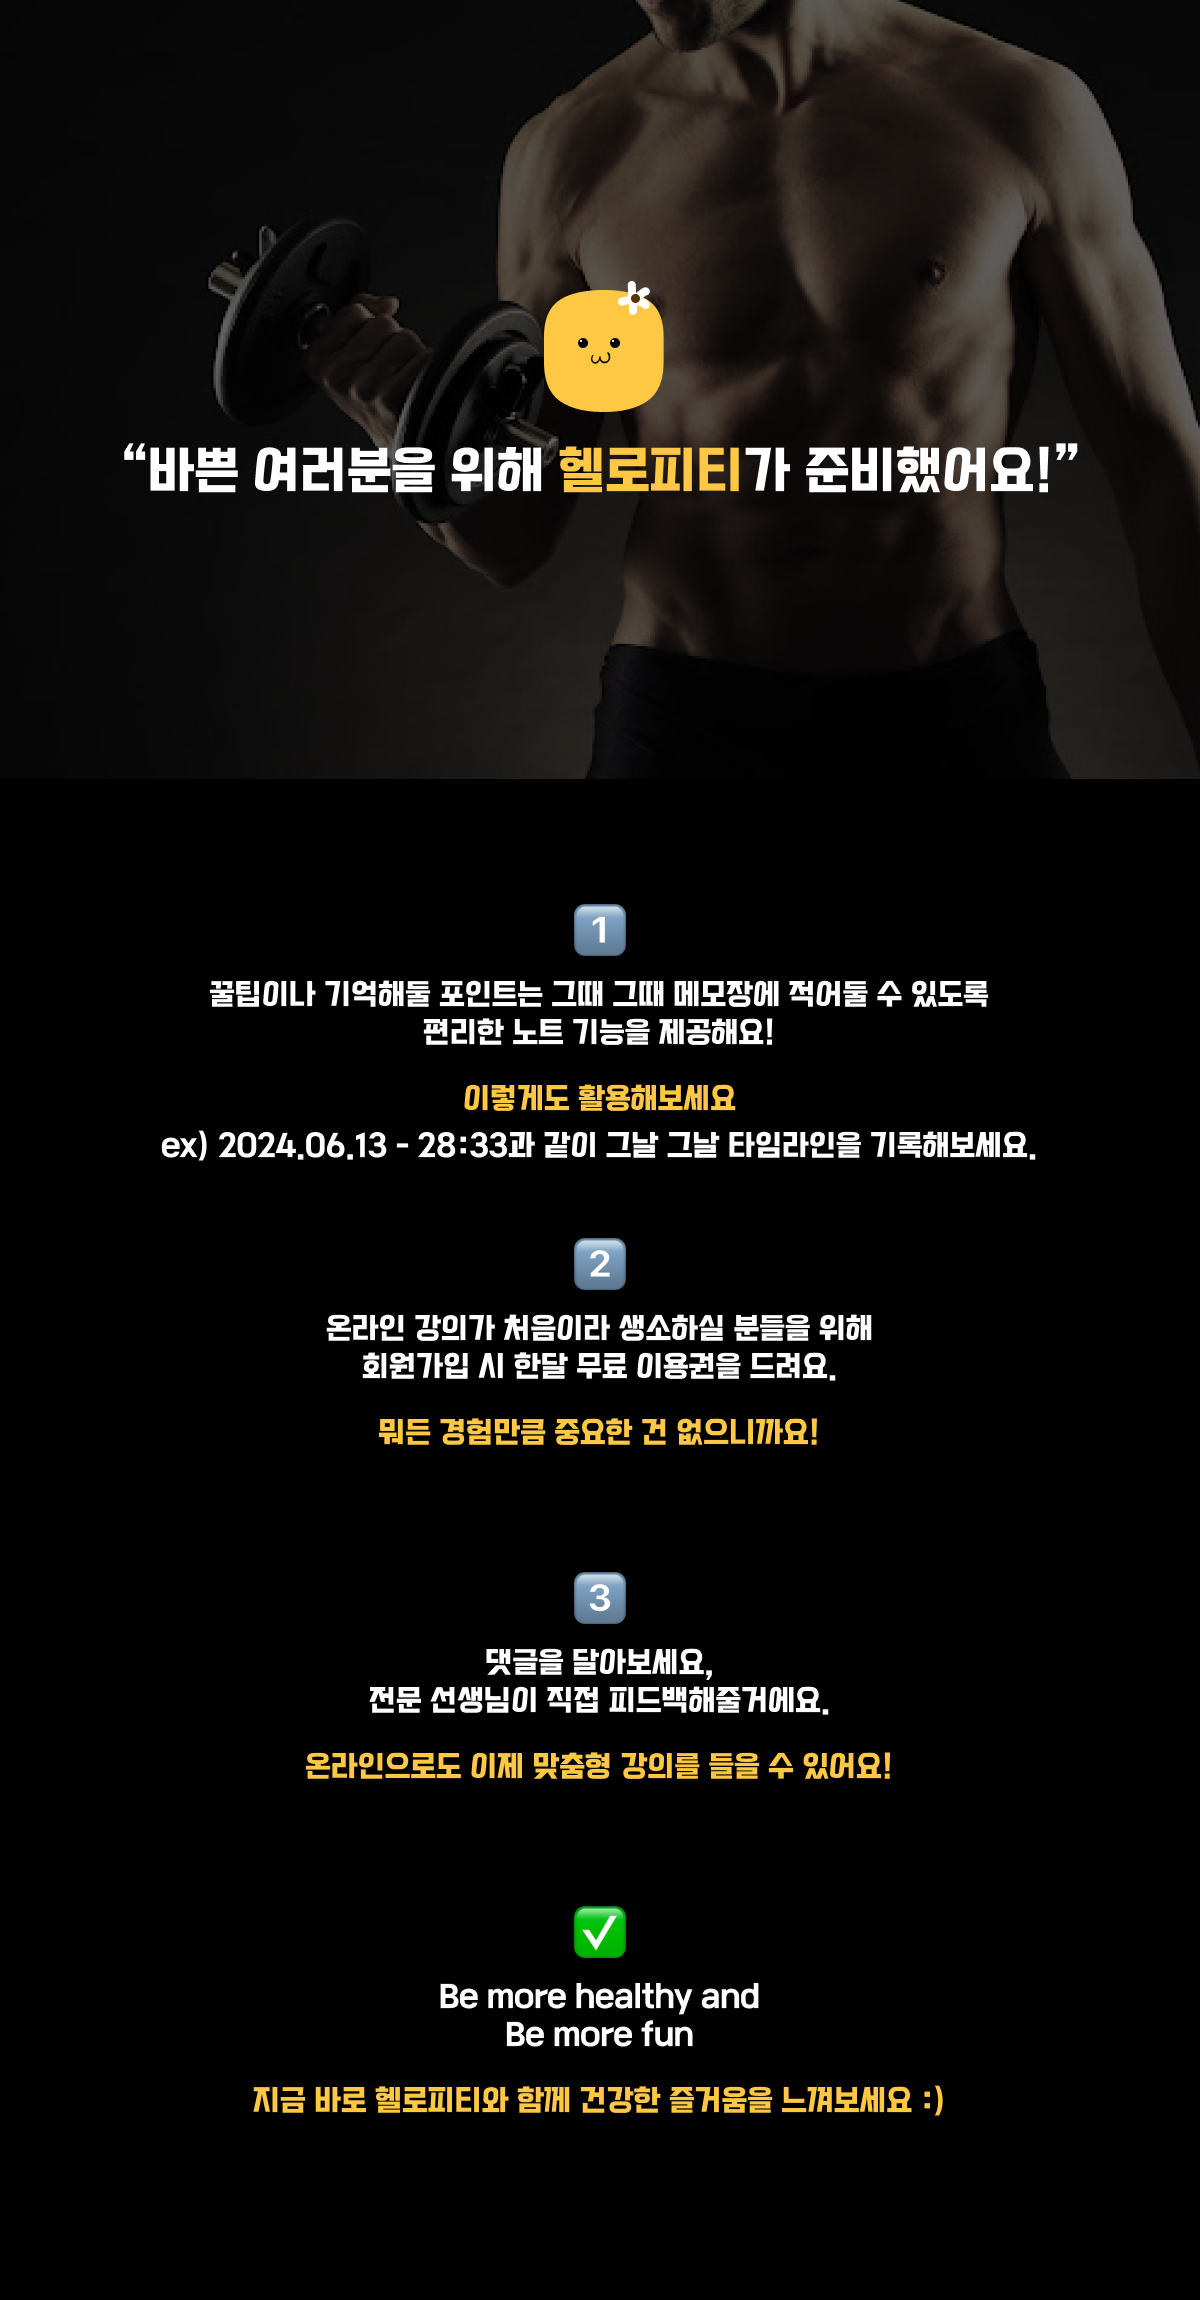 “바쁜 여러분을 위해 헬로피티가 준비했어요!”
1
꿀팁이나 기억해둘 포인트는 그때 그때 메모장에 적어둘 수 있도록
편리한 노트 기능을 제공해요!
이렇게도 활용해보세요
ex) 2024.06.13 - 28:33과 같이 그날 그날 타임라인을 기록해보세요.
2
온라인 강의가 처음이라 생소하실 분들을 위해
회원가입 시 한달 무료 이용권을 드려요.
뭐든 경험만큼 중요한 건 없으니까요!
3
댓글을 달아보세요,
전문 선생님이 직접 피드백해줄거에요.
온라인으로도 이제 맞춤형 강의를 들을 수 있어요!
Be more healthy and
Be more fun
지금 바로 헬로피티와 함께 건강한 즐거움을 느껴보세요 :)